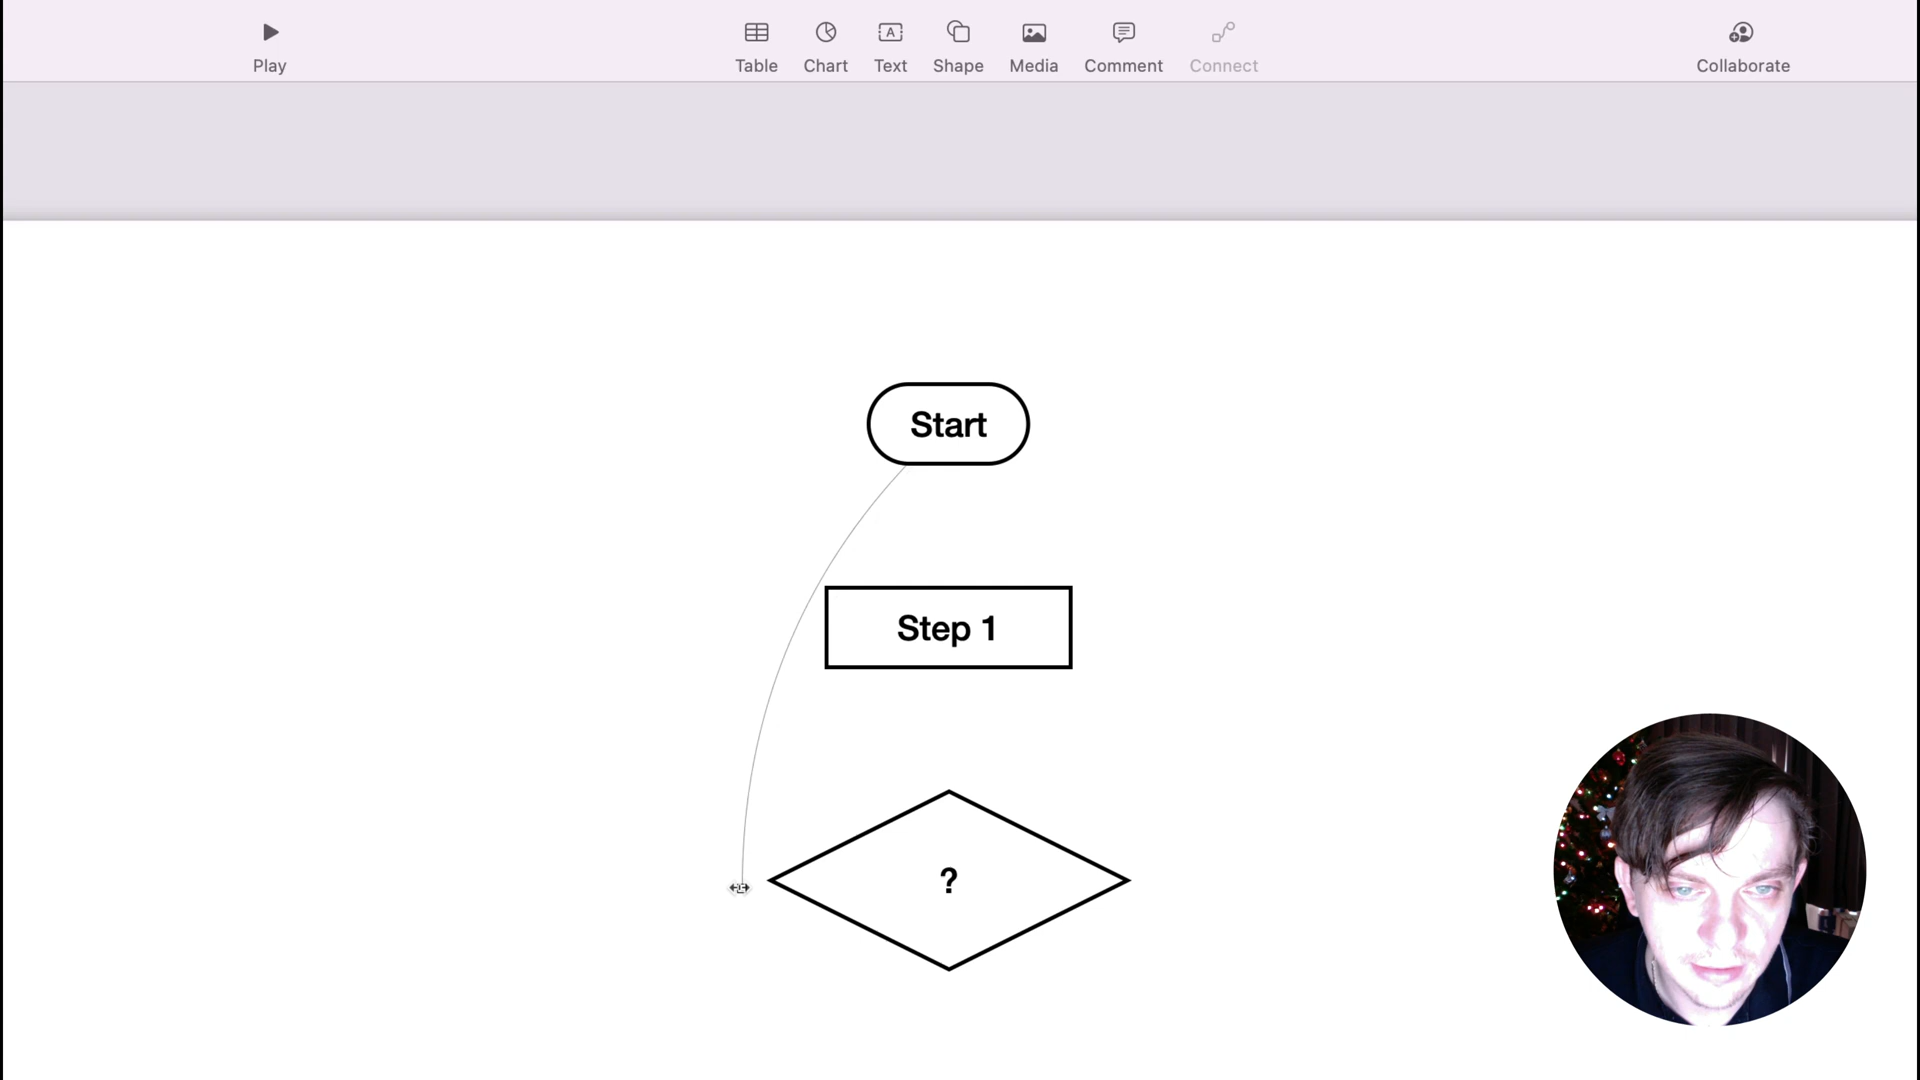 Play
Table Chart Text Shape Media Comment Connect
Collaborate
Start
Step 1
?